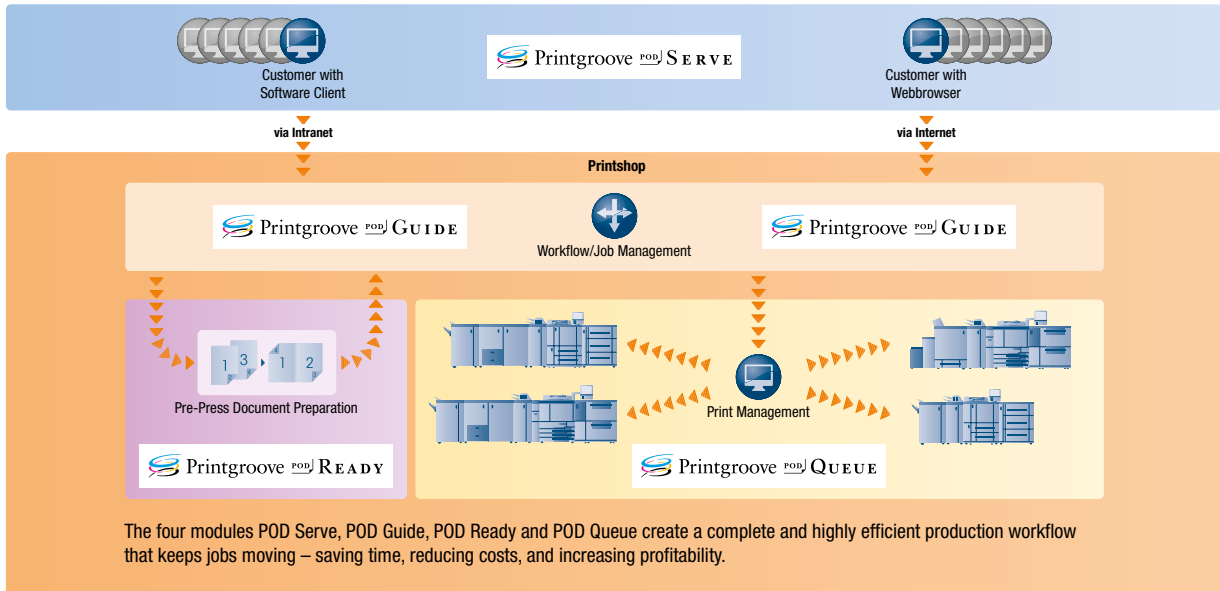 Printgroove POD SERVE
Customer with
Software Client
Customer with
Webbrowser
via Intranet
via Internet
Printshop
Printgroove POD GUIDE
Printgroove POD GUIDE
Workflow/Job Management
1 3 1 2
Pre-Press Document Preparation
Print Management
Printgroove POD READY
Printgroove POD QUEUE
The four modules POD Serve, POD Guide, POD Ready and POD Queue create a complete and highly efficient production workflow
that keeps jobs moving – saving time, reducing costs, and increasing profitability.